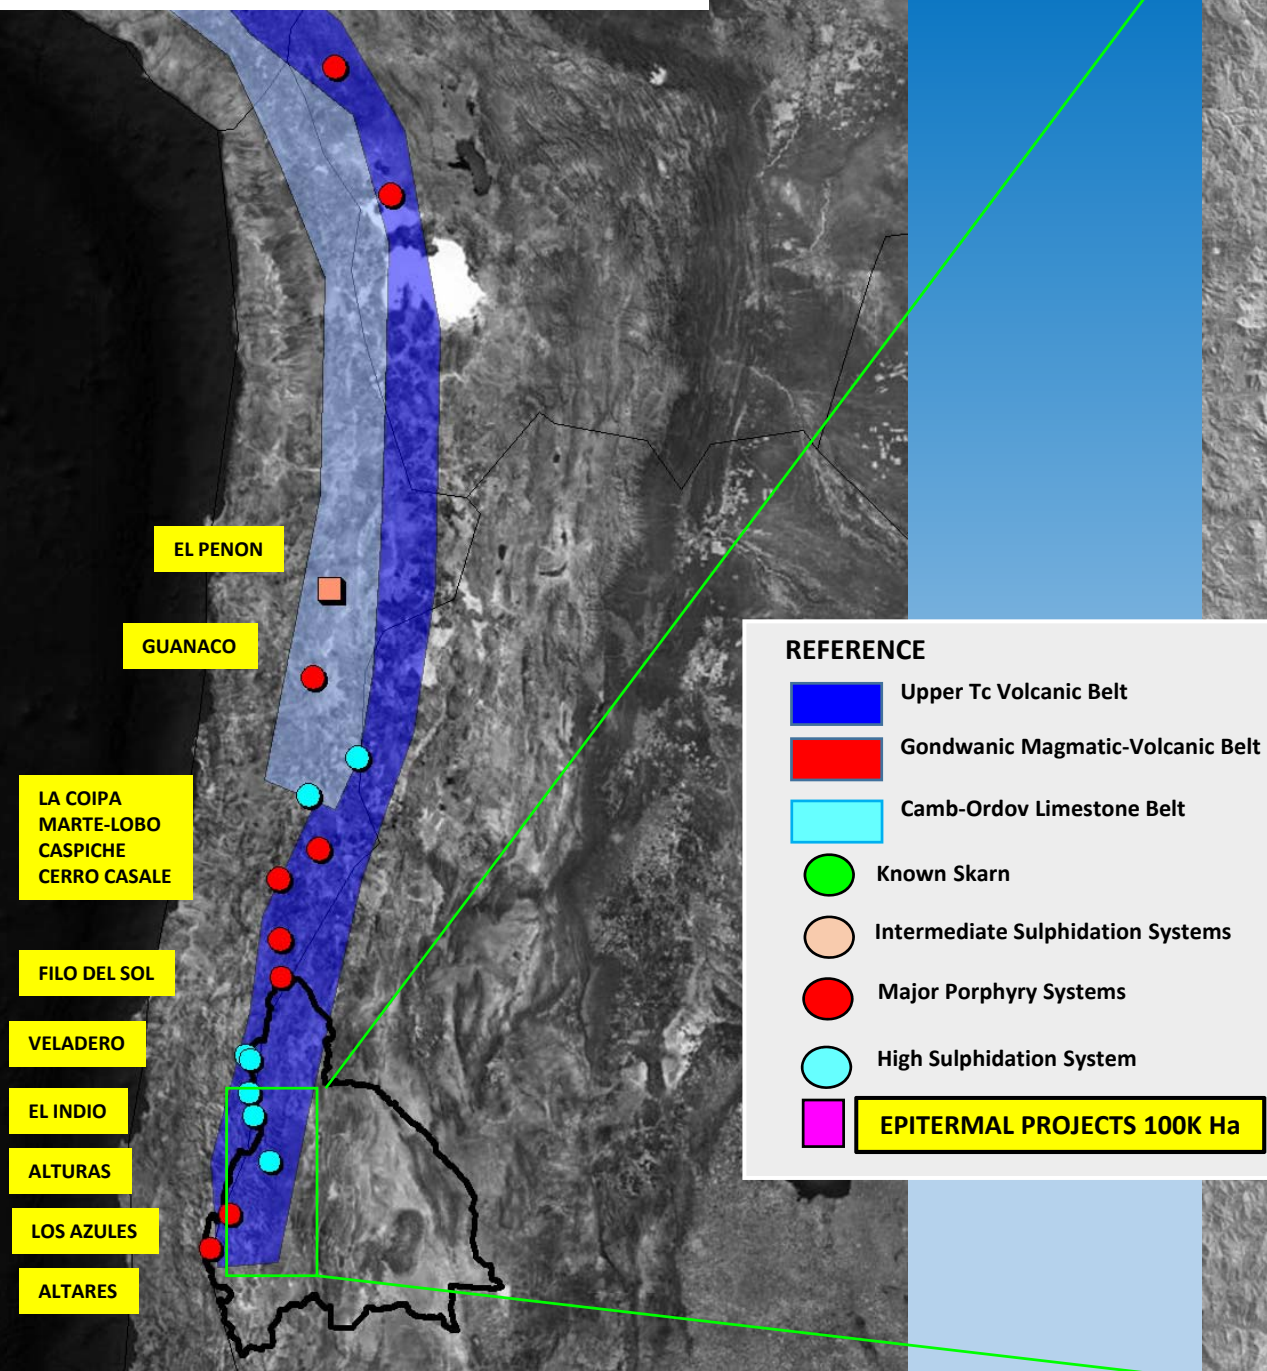 EL PENON
GUANACO
LA COIPA
MARTE-LOBO
CASPICHE
CERRO CASALE
FILO DEL SOL
VELADERO
EL INDIO
ALTURAS
LOS AZULES
ALTARES
REFERENCE
Upper Tc Volcanic Belt
Gondwanic Magmatic-Volcanic Belt
Camb-Ordov Limestone Belt
Known Skarn
Intermediate Sulphidation Systems
Major Porphyry Systems
High Sulphidation System
EPITERMAL PROJECTS 100K Ha